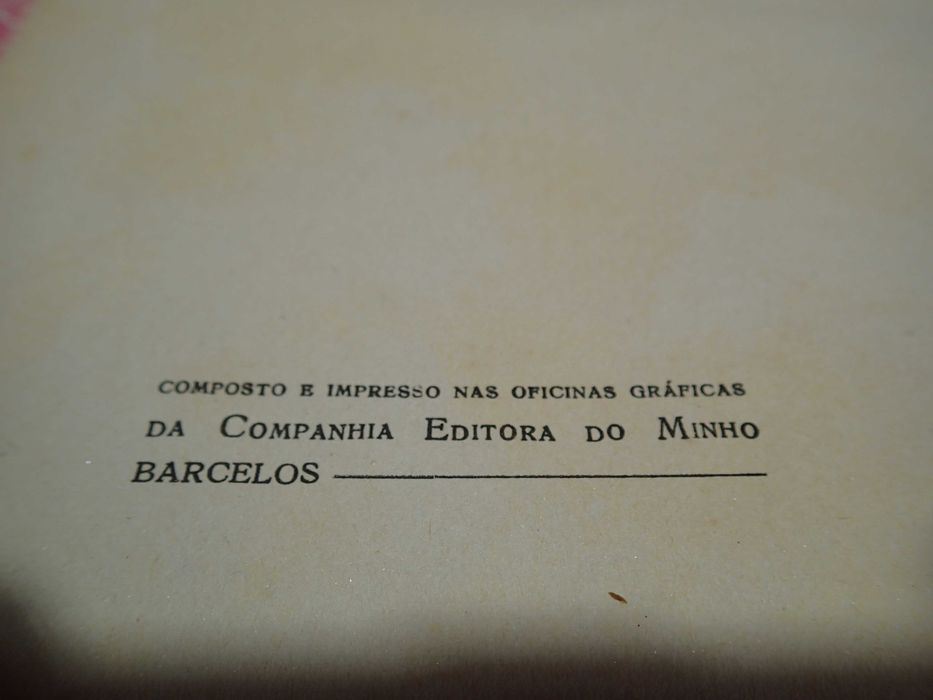 COMPOSTO E IMPRESSO NAS OFICINAS GRÁFICAS
DA COMPANHIA EDITORA DO MINHO
BARCELOS